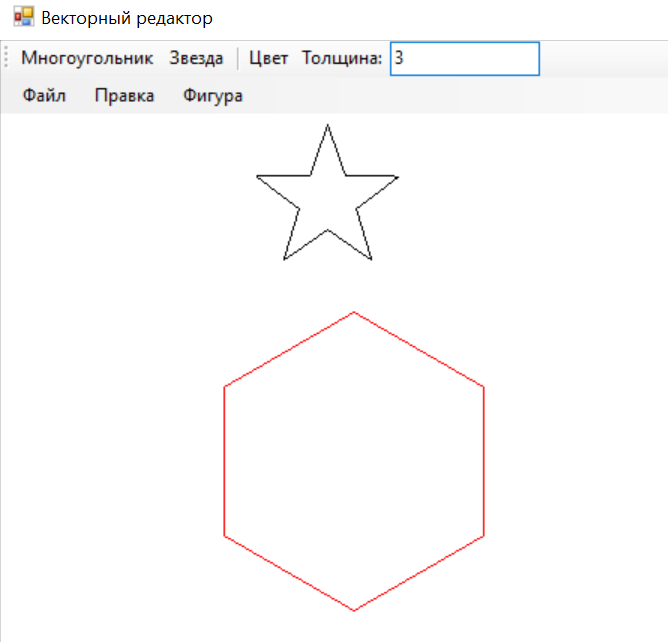 Векторный редактор
Многоугольник Звезда Цвет Толщина: 3
Файл Правка Фигура